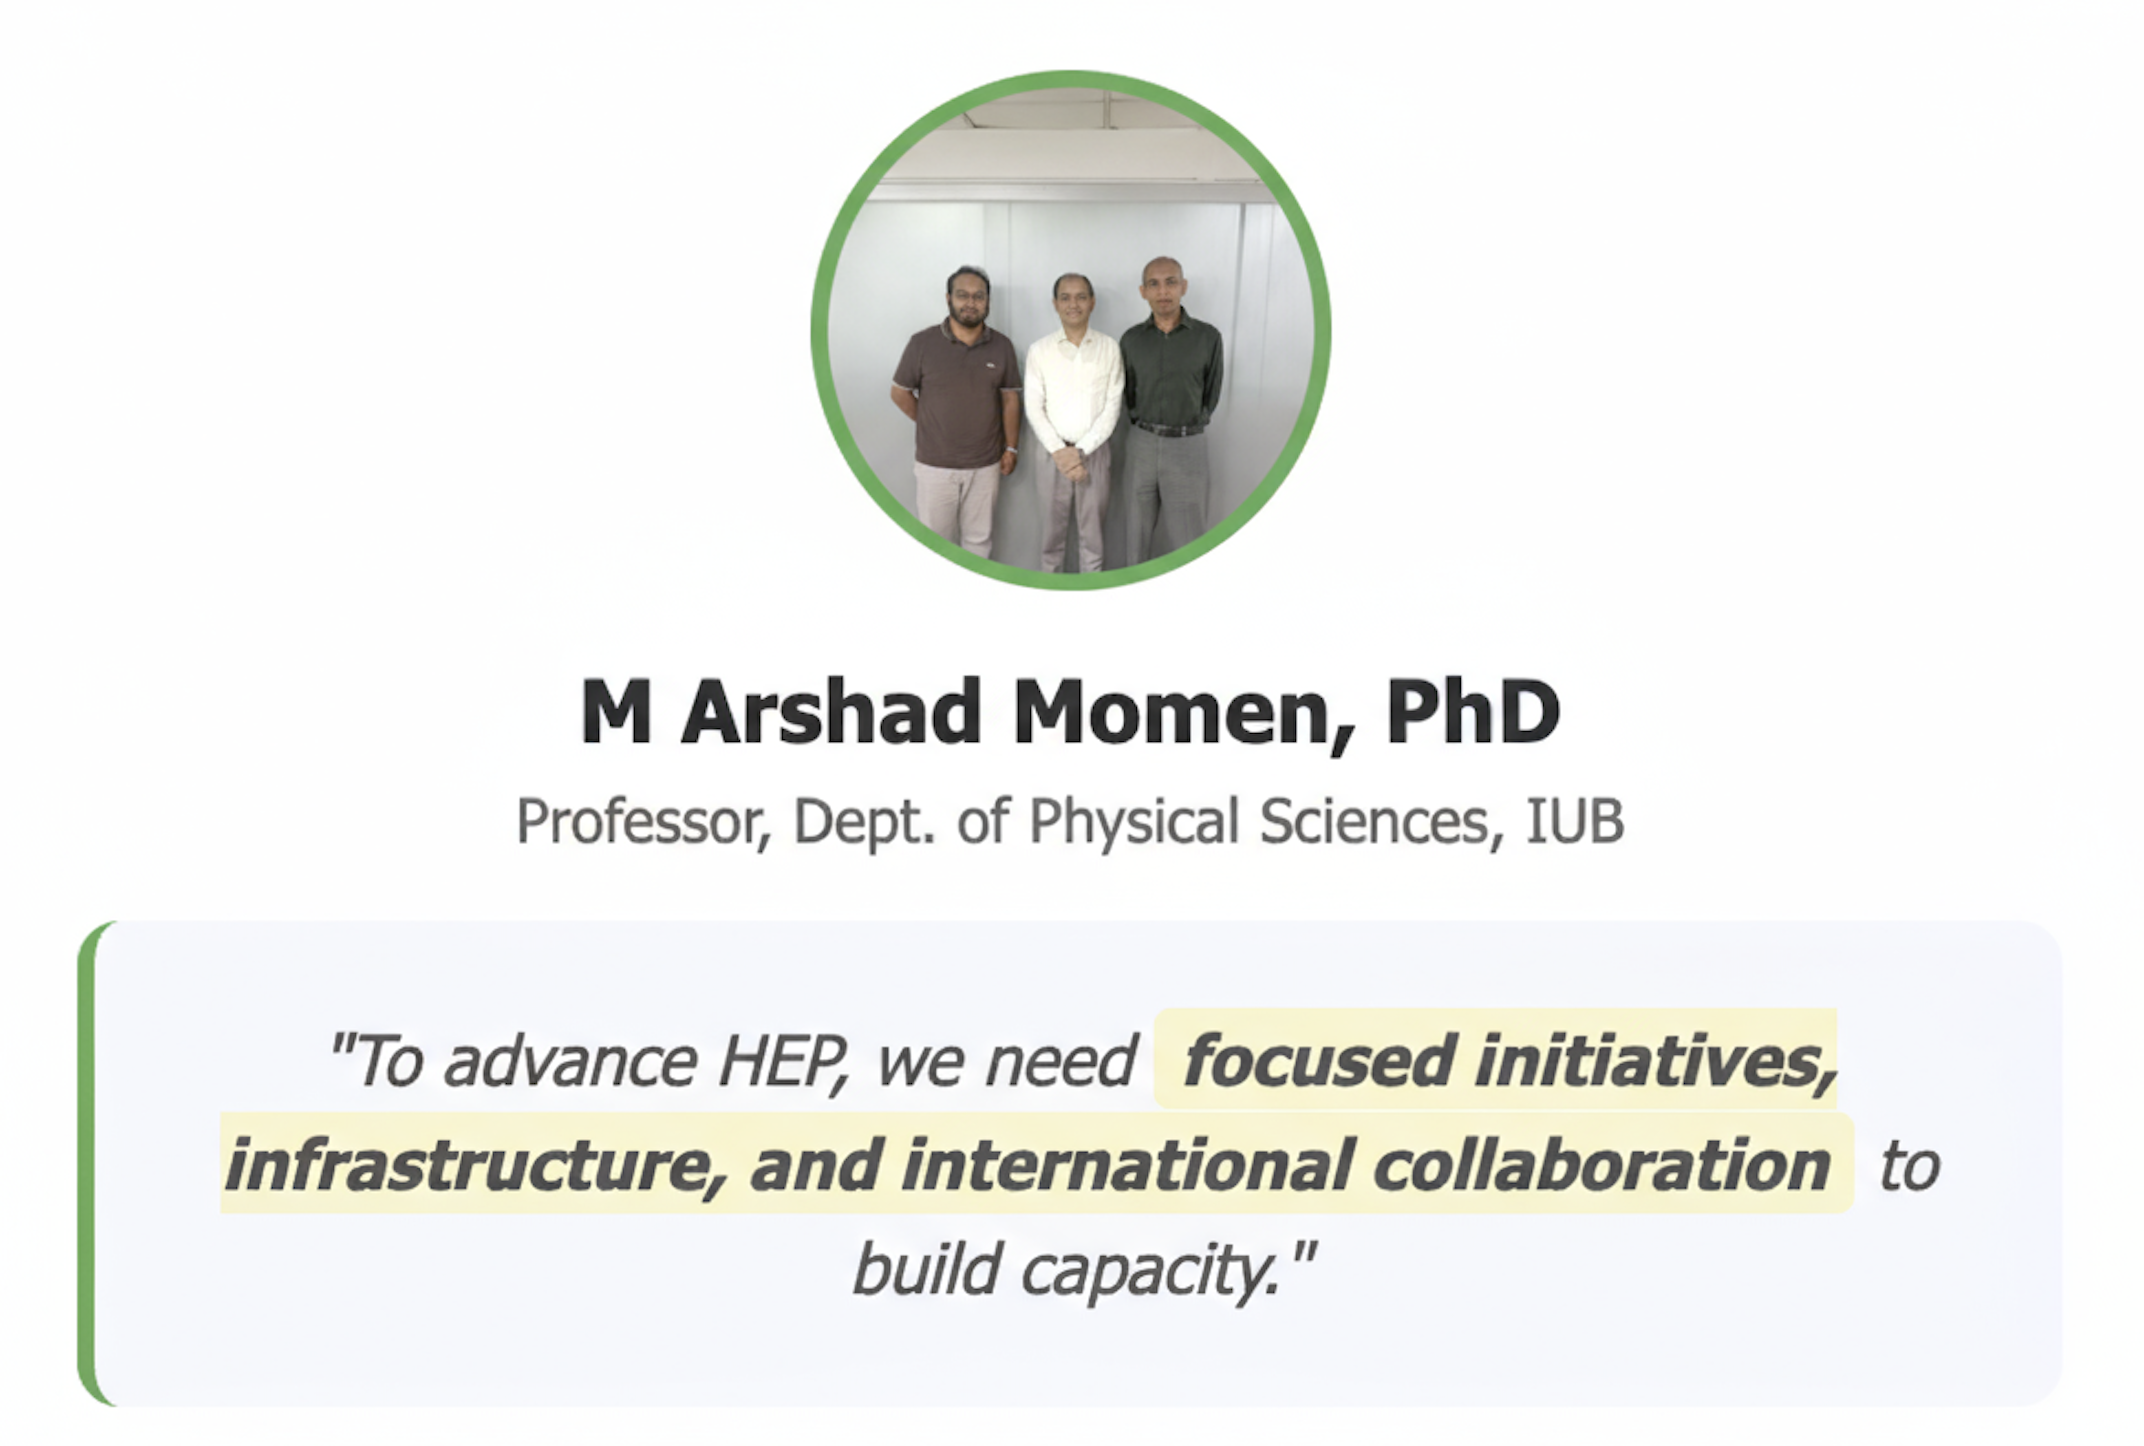 M Arshad Momen, PhD
Professor, Dept. of Physical Sciences, IUB
"To advance HEP, we need focused initiatives,
infrastructure, and international collaboration to
build capacity."